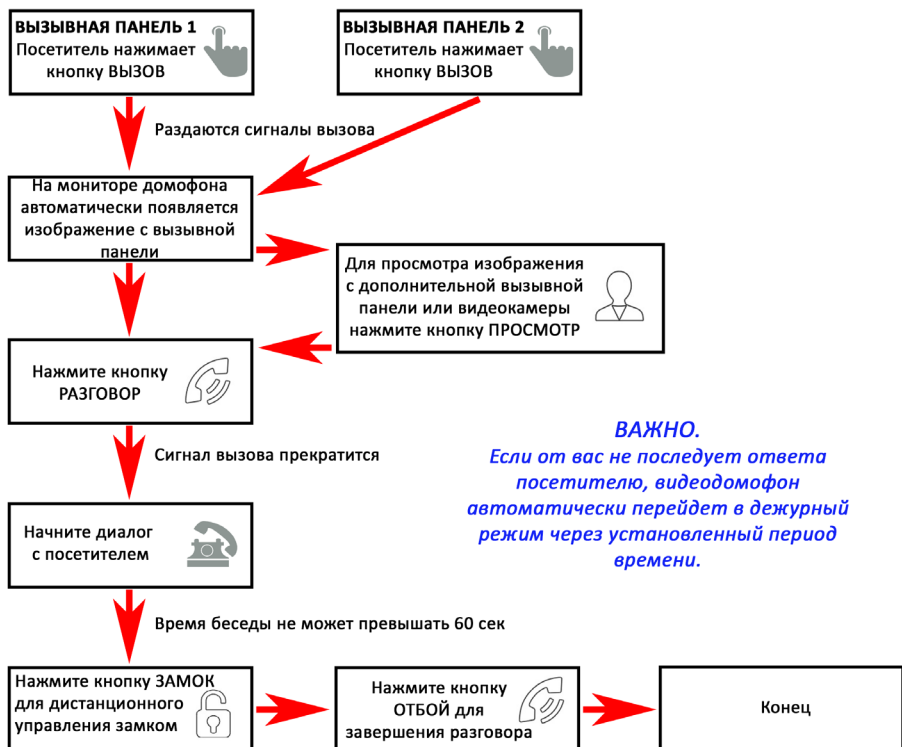 ВЫЗЫВНАЯ ПАНЕЛЬ 1
Посетитель нажимает
кнопку ВЫЗОВ
ВЫЗЫВНАЯ ПАНЕЛЬ 2
Посетитель нажимает
кнопку ВЫЗОВ
Раздаются сигналы вызова
На мониторе домофона
автоматически появляется
изображение с вызывной
панели
Для просмотра изображения
с дополнительной вызывной
панели или видеокамеры
нажмите кнопку ПРОСМОТР
Нажмите кнопку
РАЗГОВОР
Сигнал вызова прекратится
ВАЖНО.
Если от вас не последует ответа
посетителю, видеодомофон
автоматически перейдет в дежурный
режим через установленный период
времени.
Начните диалог
с посетителем
Время беседы не может превышать 60 сек
Нажмите кнопку ЗАМОК
для дистанционного
управления замком
Нажмите кнопку
ОТБОЙ для
завершения разговора
Конец